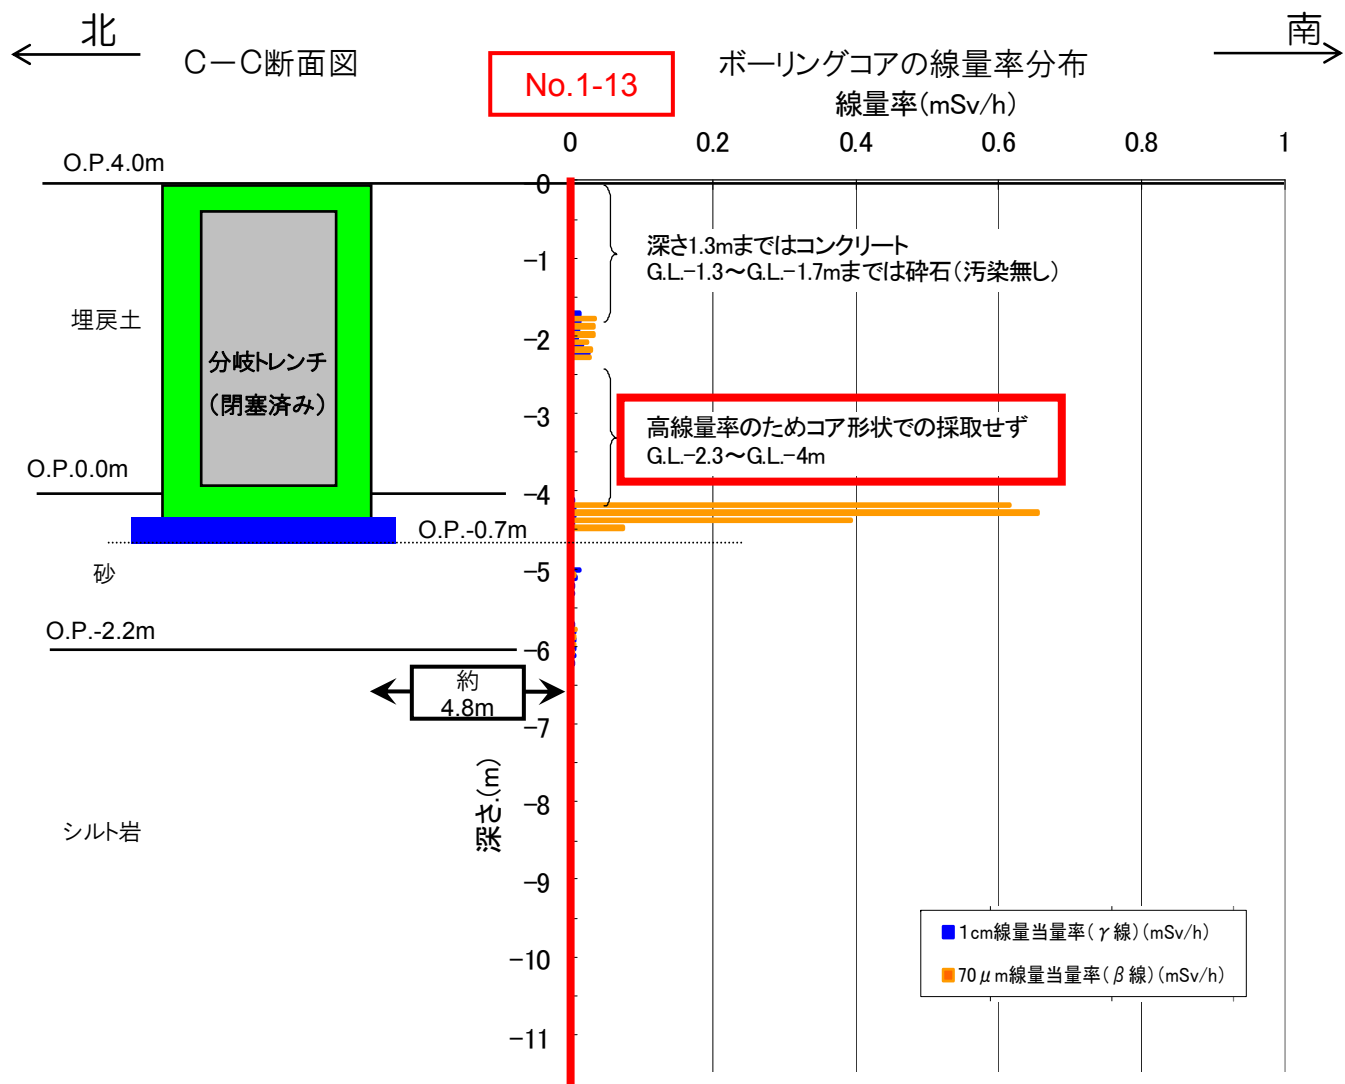 北
南
C－C断面図
No.1-13
ボーリングコアの線量率分布
線量率(mSv/h)
0 0.2 0.4 0.6 0.8 1
O.P.4.0m
-0
深さ1.3mまではコンクリート
G.L.-1.3～G.L.-1.7mまでは砕石(汚染無し)
-1
埋戻土
-2
分岐トレンチ
(閉塞済み)
-3
高線量率のためコア形状での採取せず
G.L.-2.3～G.L.-4m
O.P.0.0m
-4
O.P.-0.7m
砂
-5
O.P.-2.2m
-6
約
4.8m
-7
深さ.(m)
-8
シルト岩
-9
1cm線量当量率(γ線)(mSv/h)
-10
70μm線量当量率(β線)(mSv/h)
-11